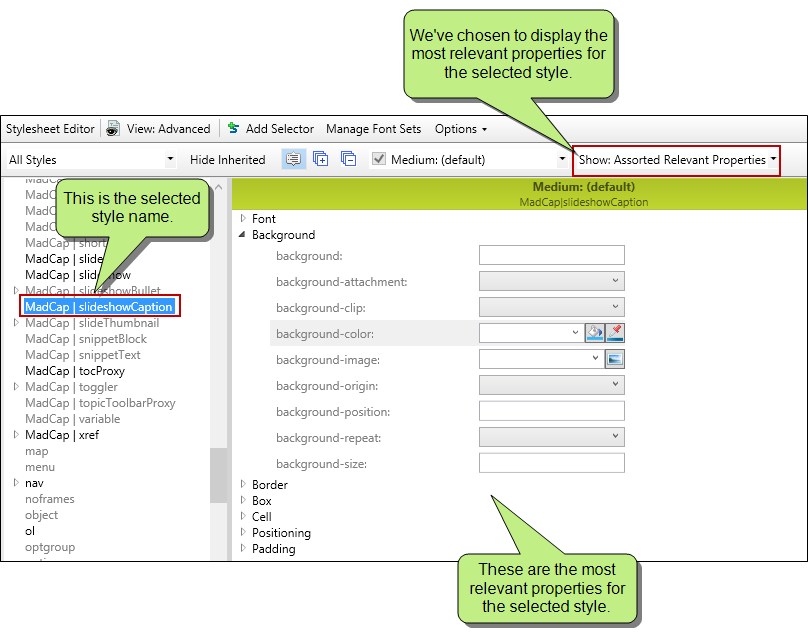 We've chosen to display the
most relevant properties for
the selected style.
Stylesheet Editor View: Advanced Add Selector Manage Font Sets Options
All Styles Hide Inherited Medium: (default) Show: Assorted Relevant Properties
This is the selected
style name.
MadCap
MadCap
MadCap
MadCap | short
MadCap | slide
MadCap | slideshow
MadCap | slideshowBullet
MadCap | slideshowCaption
MadCap | slideThumbnail
MadCap | snippetBlock
MadCap | snippetText
MadCap | tocProxy
MadCap | toggler
MadCap | topicToolbarProxy
MadCap | variable
MadCap | xref
map
menu
nav
noframes
object
ol
optgroup
Medium: (default)
MadCap|slideshowCaption
Font
Background
background:
background-attachment:
background-clip:
background-color:
background-image:
background-origin:
background-position:
background-repeat:
background-size:
Border
Box
Cell
Positioning
Padding
These are the most
relevant properties for
the selected style.